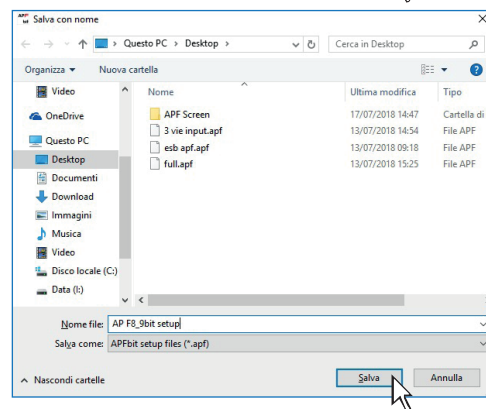 Salva con nome
Questo PC > Desktop >
Cerca in Desktop
Organizza
Nuova cartella
Nome
Ultima modifica
Tipo
Video
OneDrive
Questo PC
Desktop
Documenti
Download
Immagini
Musica
Video
Disco locale (C:)
Data (I:)
APF Screen 17/07/2018 14:47 Cartella di
3 vie input.apf 13/07/2018 14:54 File APF
esb apf.apf 13/07/2018 09:18 File APF
full.apf 13/07/2018 15:25 File APF
Nome file: AP F8_9bit setup
Salva come: APFbit setup files (*.apf)
Nascondi cartelle
Salva
Annulla